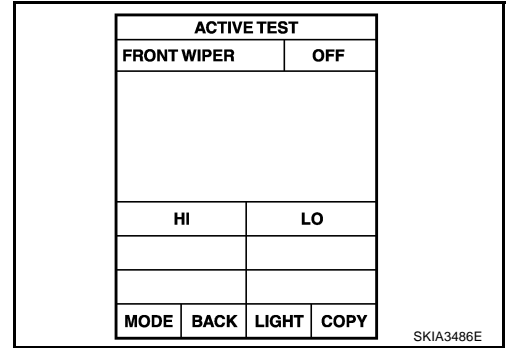 ACTIVE TEST
FRONT WIPER OFF
HI LO
MODE BACK LIGHT COPY
SKIA3486E